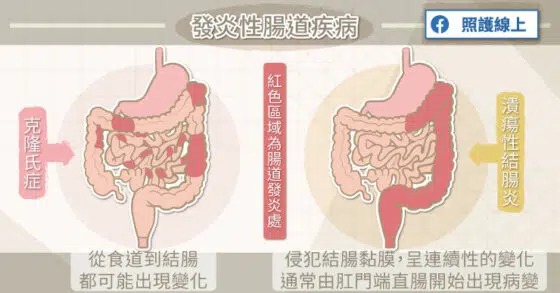 發炎性腸道疾病
照護線上
克隆氏症
紅色區域為腸道發炎處
潰瘍性結腸炎
從食道到結腸
都可能出現變化
侵犯結腸黏膜，呈連續性的變化
通常由肛門端直腸開始出現病變